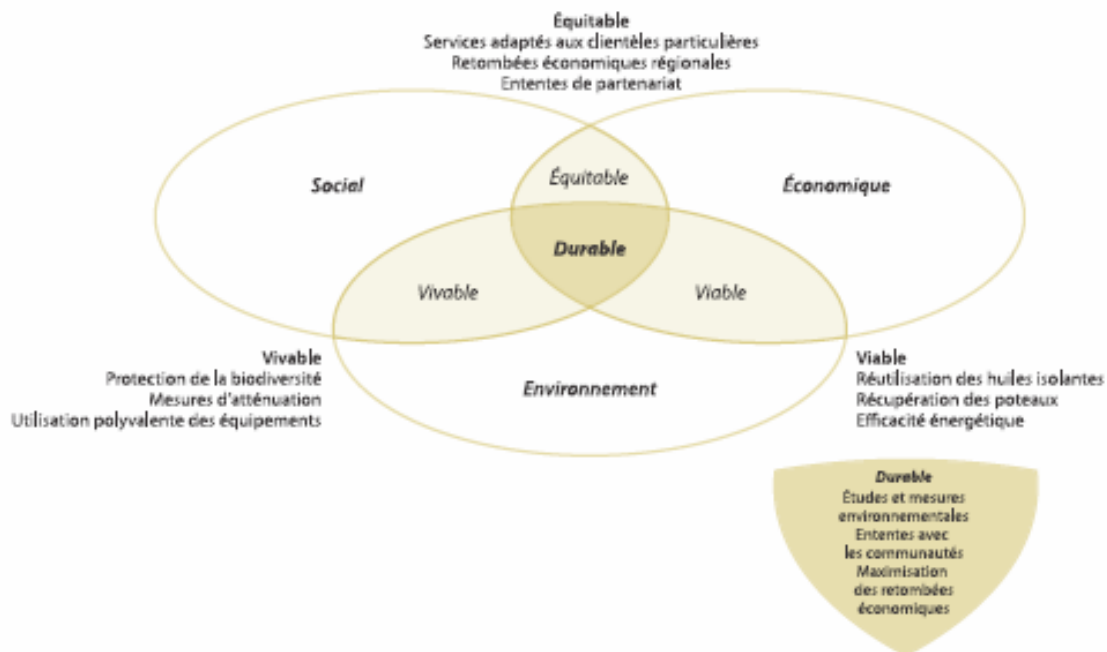 Équitable
Services adaptés aux clientèles particulières
Retombées économiques régionales
Ententes de partenariat
Social
Équitable
Économique
Durable
Vivable
Viable
Environnement
Vivable
Protection de la biodiversité
Mesures d'atténuation
Utilisation polyvalente des équipements
Viable
Réutilisation des huiles isolantes
Récupération des poteaux
Efficacité énergétique
Durable
Études et mesures
environnementales
Ententes avec
les communautés
Maximisation
des retombées
économiques